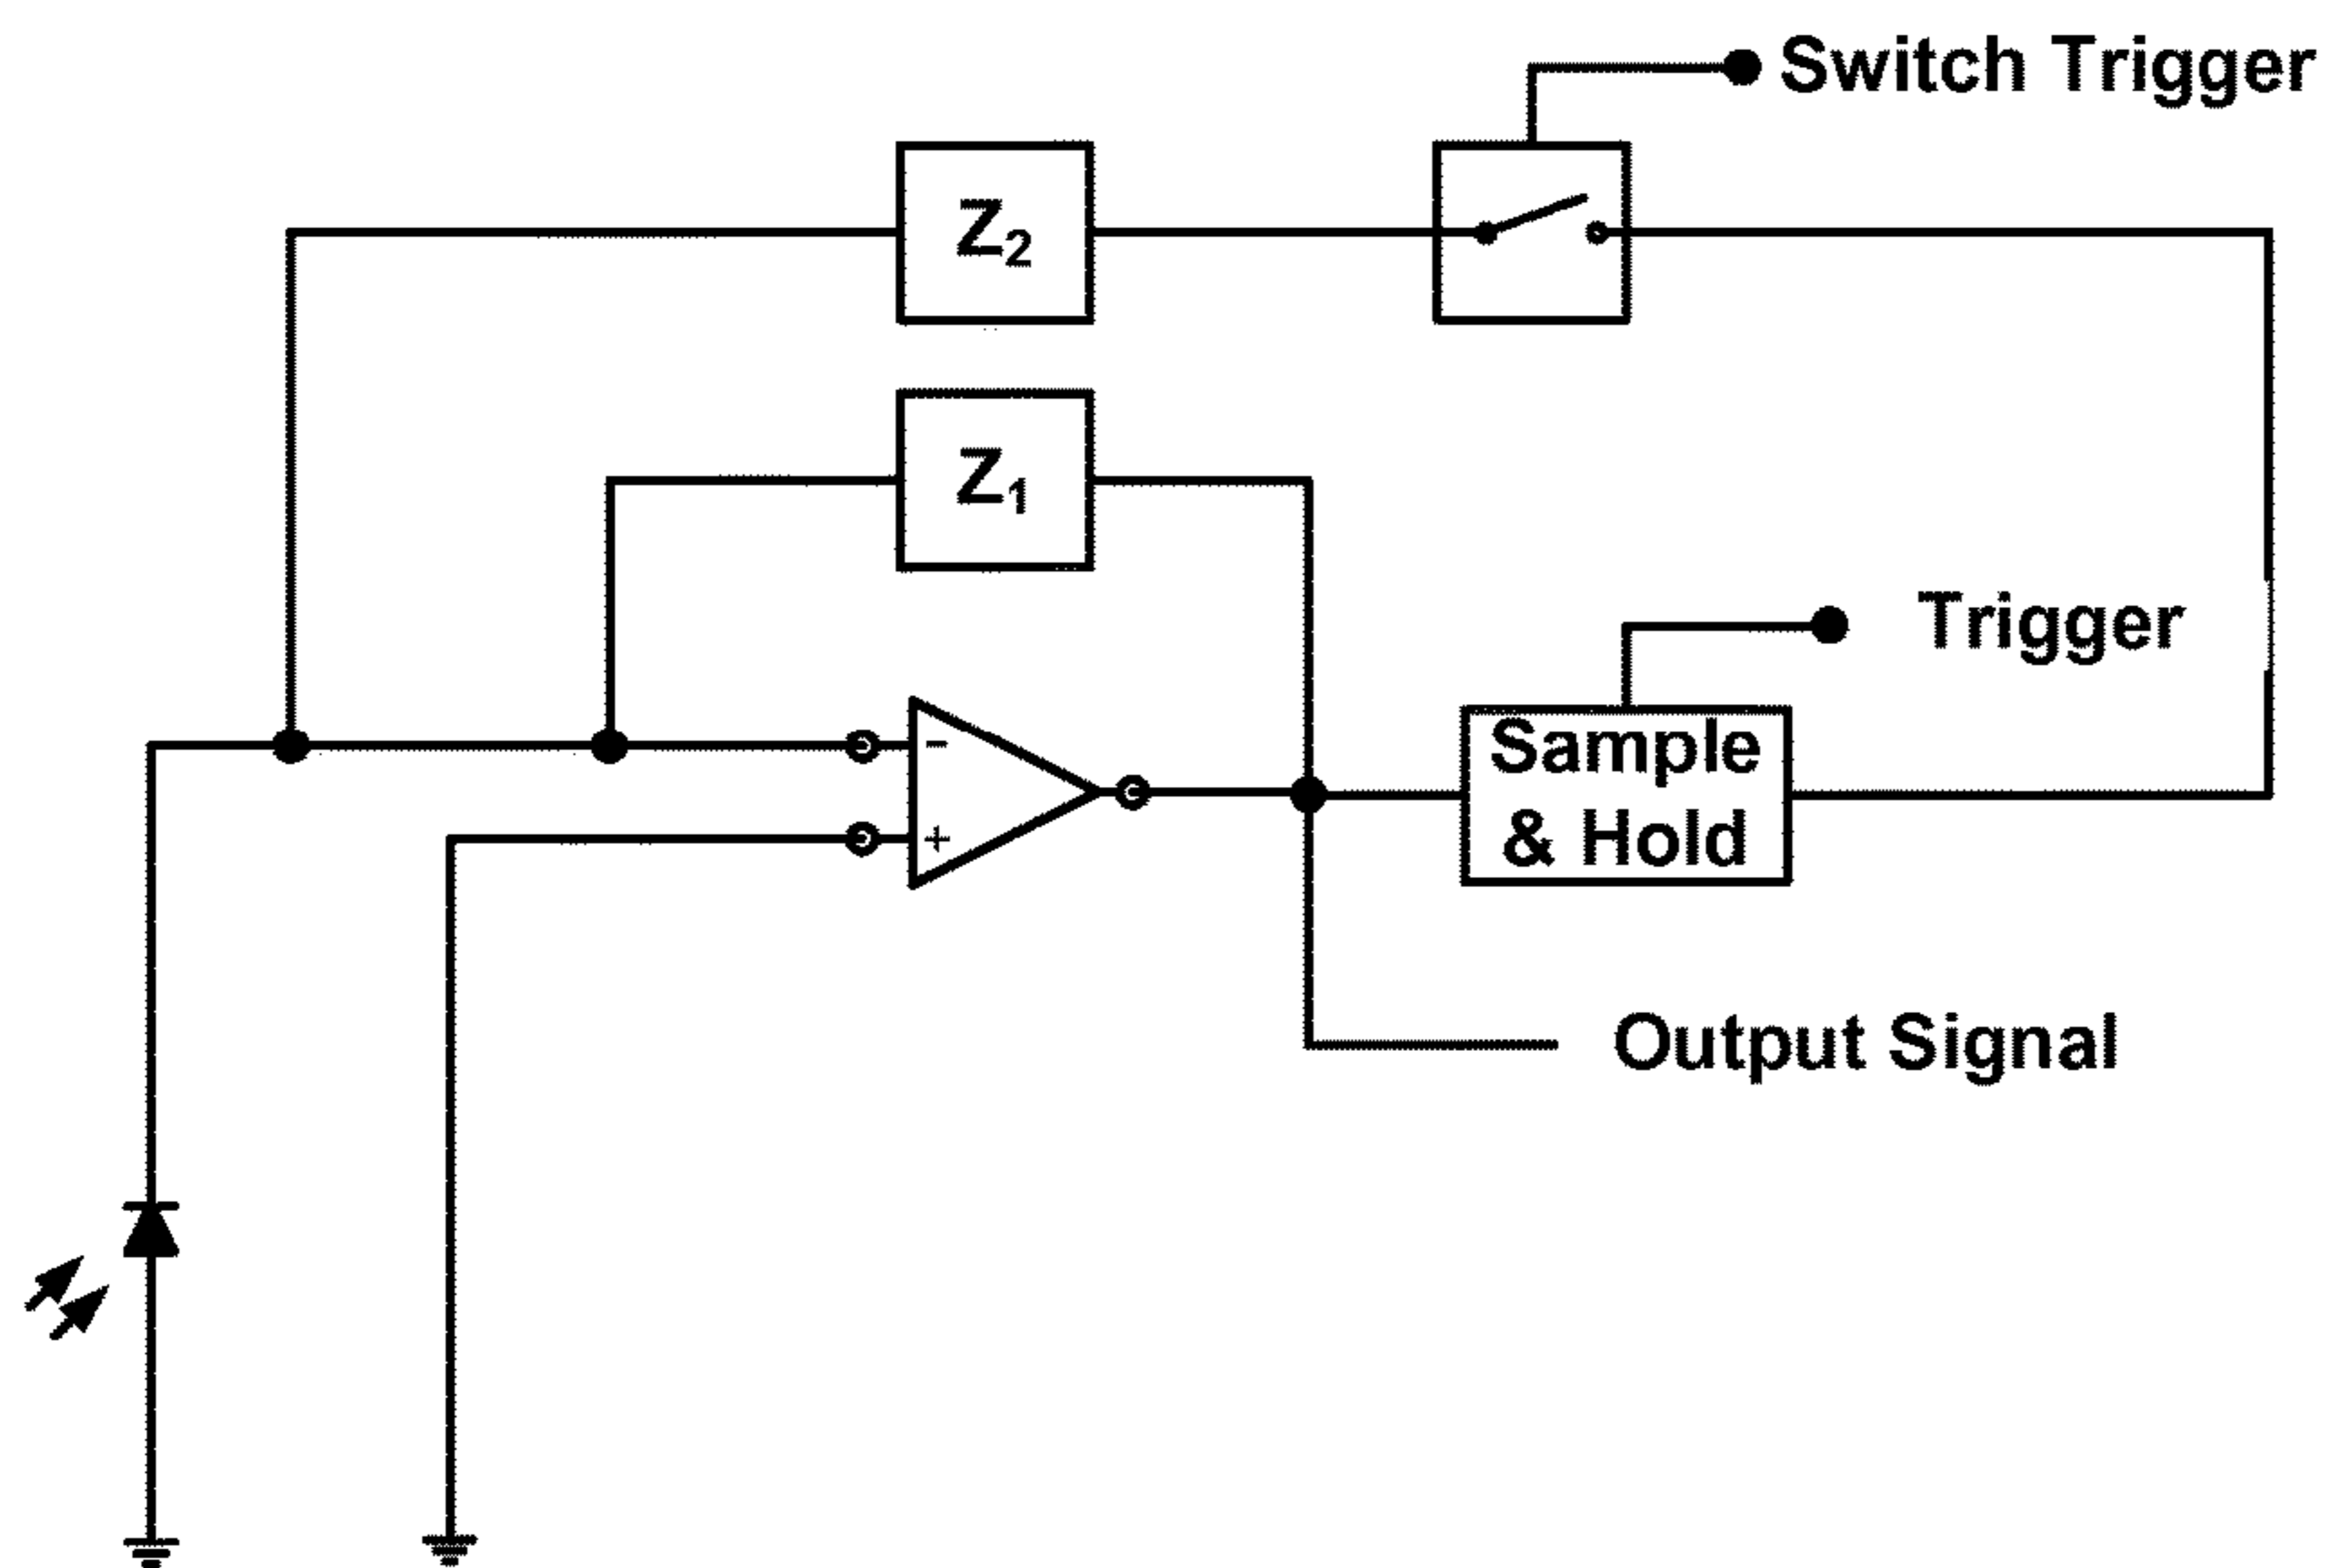 Switch Trigger
Z₂
Z₁
Trigger
-
Sample
& Hold
+
Output Signal